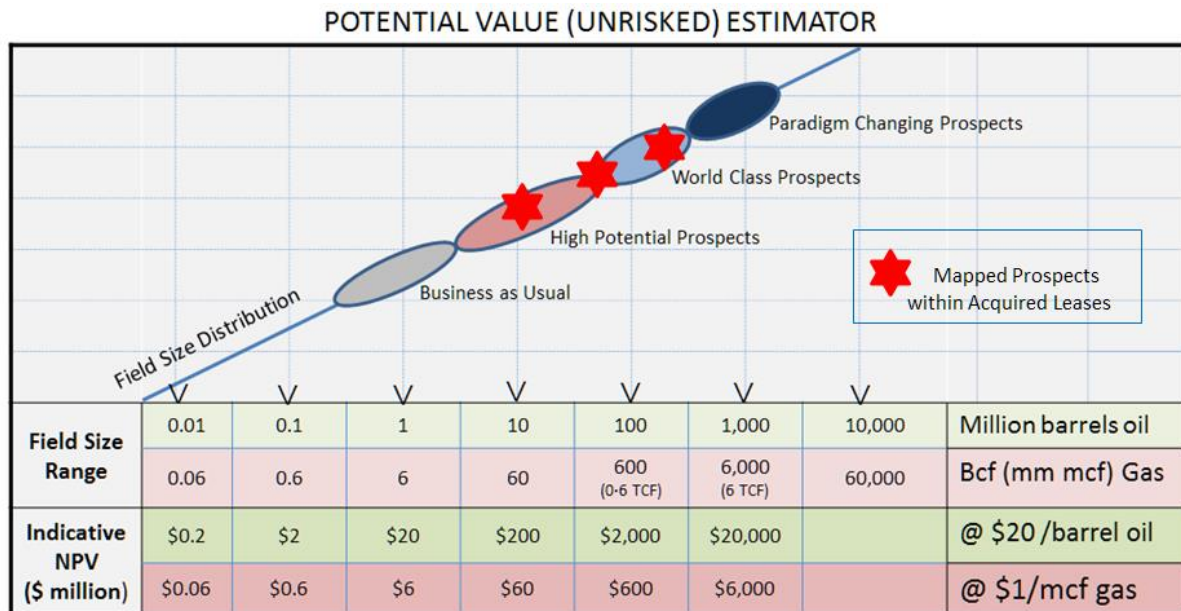 POTENTIAL VALUE (UNRISKED) ESTIMATOR
Paradigm Changing Prospects
World Class Prospects
High Potential Prospects
Business as Usual
Field Size Distribution
Mapped Prospects
within Acquired Leases
V V V V V V V
Field Size
Range
0.01 0.1 1 10 100 1,000 10,000 Million barrels oil
0.06 0.6 6 60 600 6,000 60,000 Bcf (mm mcf) Gas
(0-6 TCF) (6 TCF)
Indicative
NPV
($ million)
$0.2 $2 $20 $200 $2,000 $20,000 @ $20 /barrel oil
$0.06 $0.6 $6 $60 $600 $6,000 @ $1/mcf gas